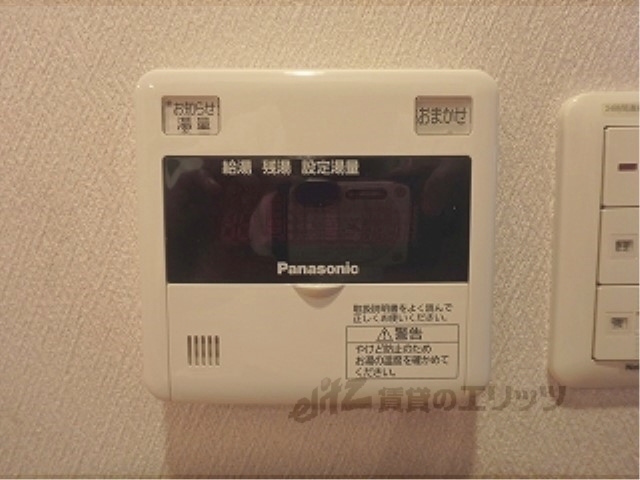 お知らせ
湯量
おまかせ
給湯 残湯 設定湯量
Panasonic
取扱説明書をよく読んで
正しくお使いください。
⚠警告
やけど防止のため
お湯の温度を確かめて
ください。
elitz 賃貸のエリッツ